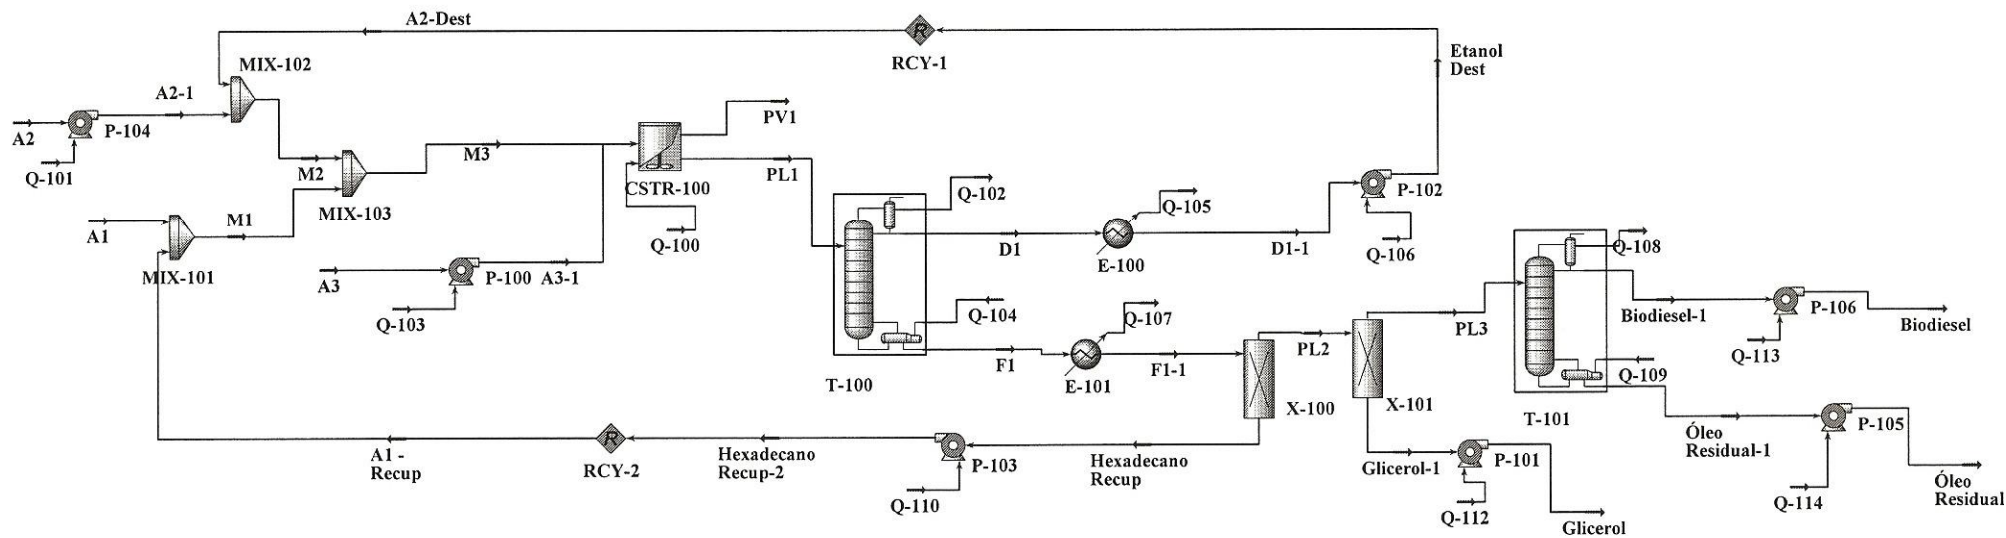 A2-Dest
RCY-1
Etanol
Dest
MIX-102
A2-1
A2
P-104
Q-101
M2
MIX-103
M3
PV1
CSTR-100
PL1
Q-100
A1
M1
MIX-101
A3
P-100
A3-1
Q-103
Q-102
D1
Q-105
E-100
D1-1
P-102
Q-106
Q-104
F1
T-100
Q-107
E-101
F1-1
X-100
PL2
X-101
PL3
Q-108
Biodiesel-1
P-106
Biodiesel
Q-113
Q-109
T-101
Óleo
Residual-1
P-105
Q-114
Óleo
Residual
A1 -
Recup
RCY-2
Hexadecano
Recup-2
P-103
Q-110
Hexadecano
Recup
Glicerol-1
P-101
Q-112
Glicerol
R
R